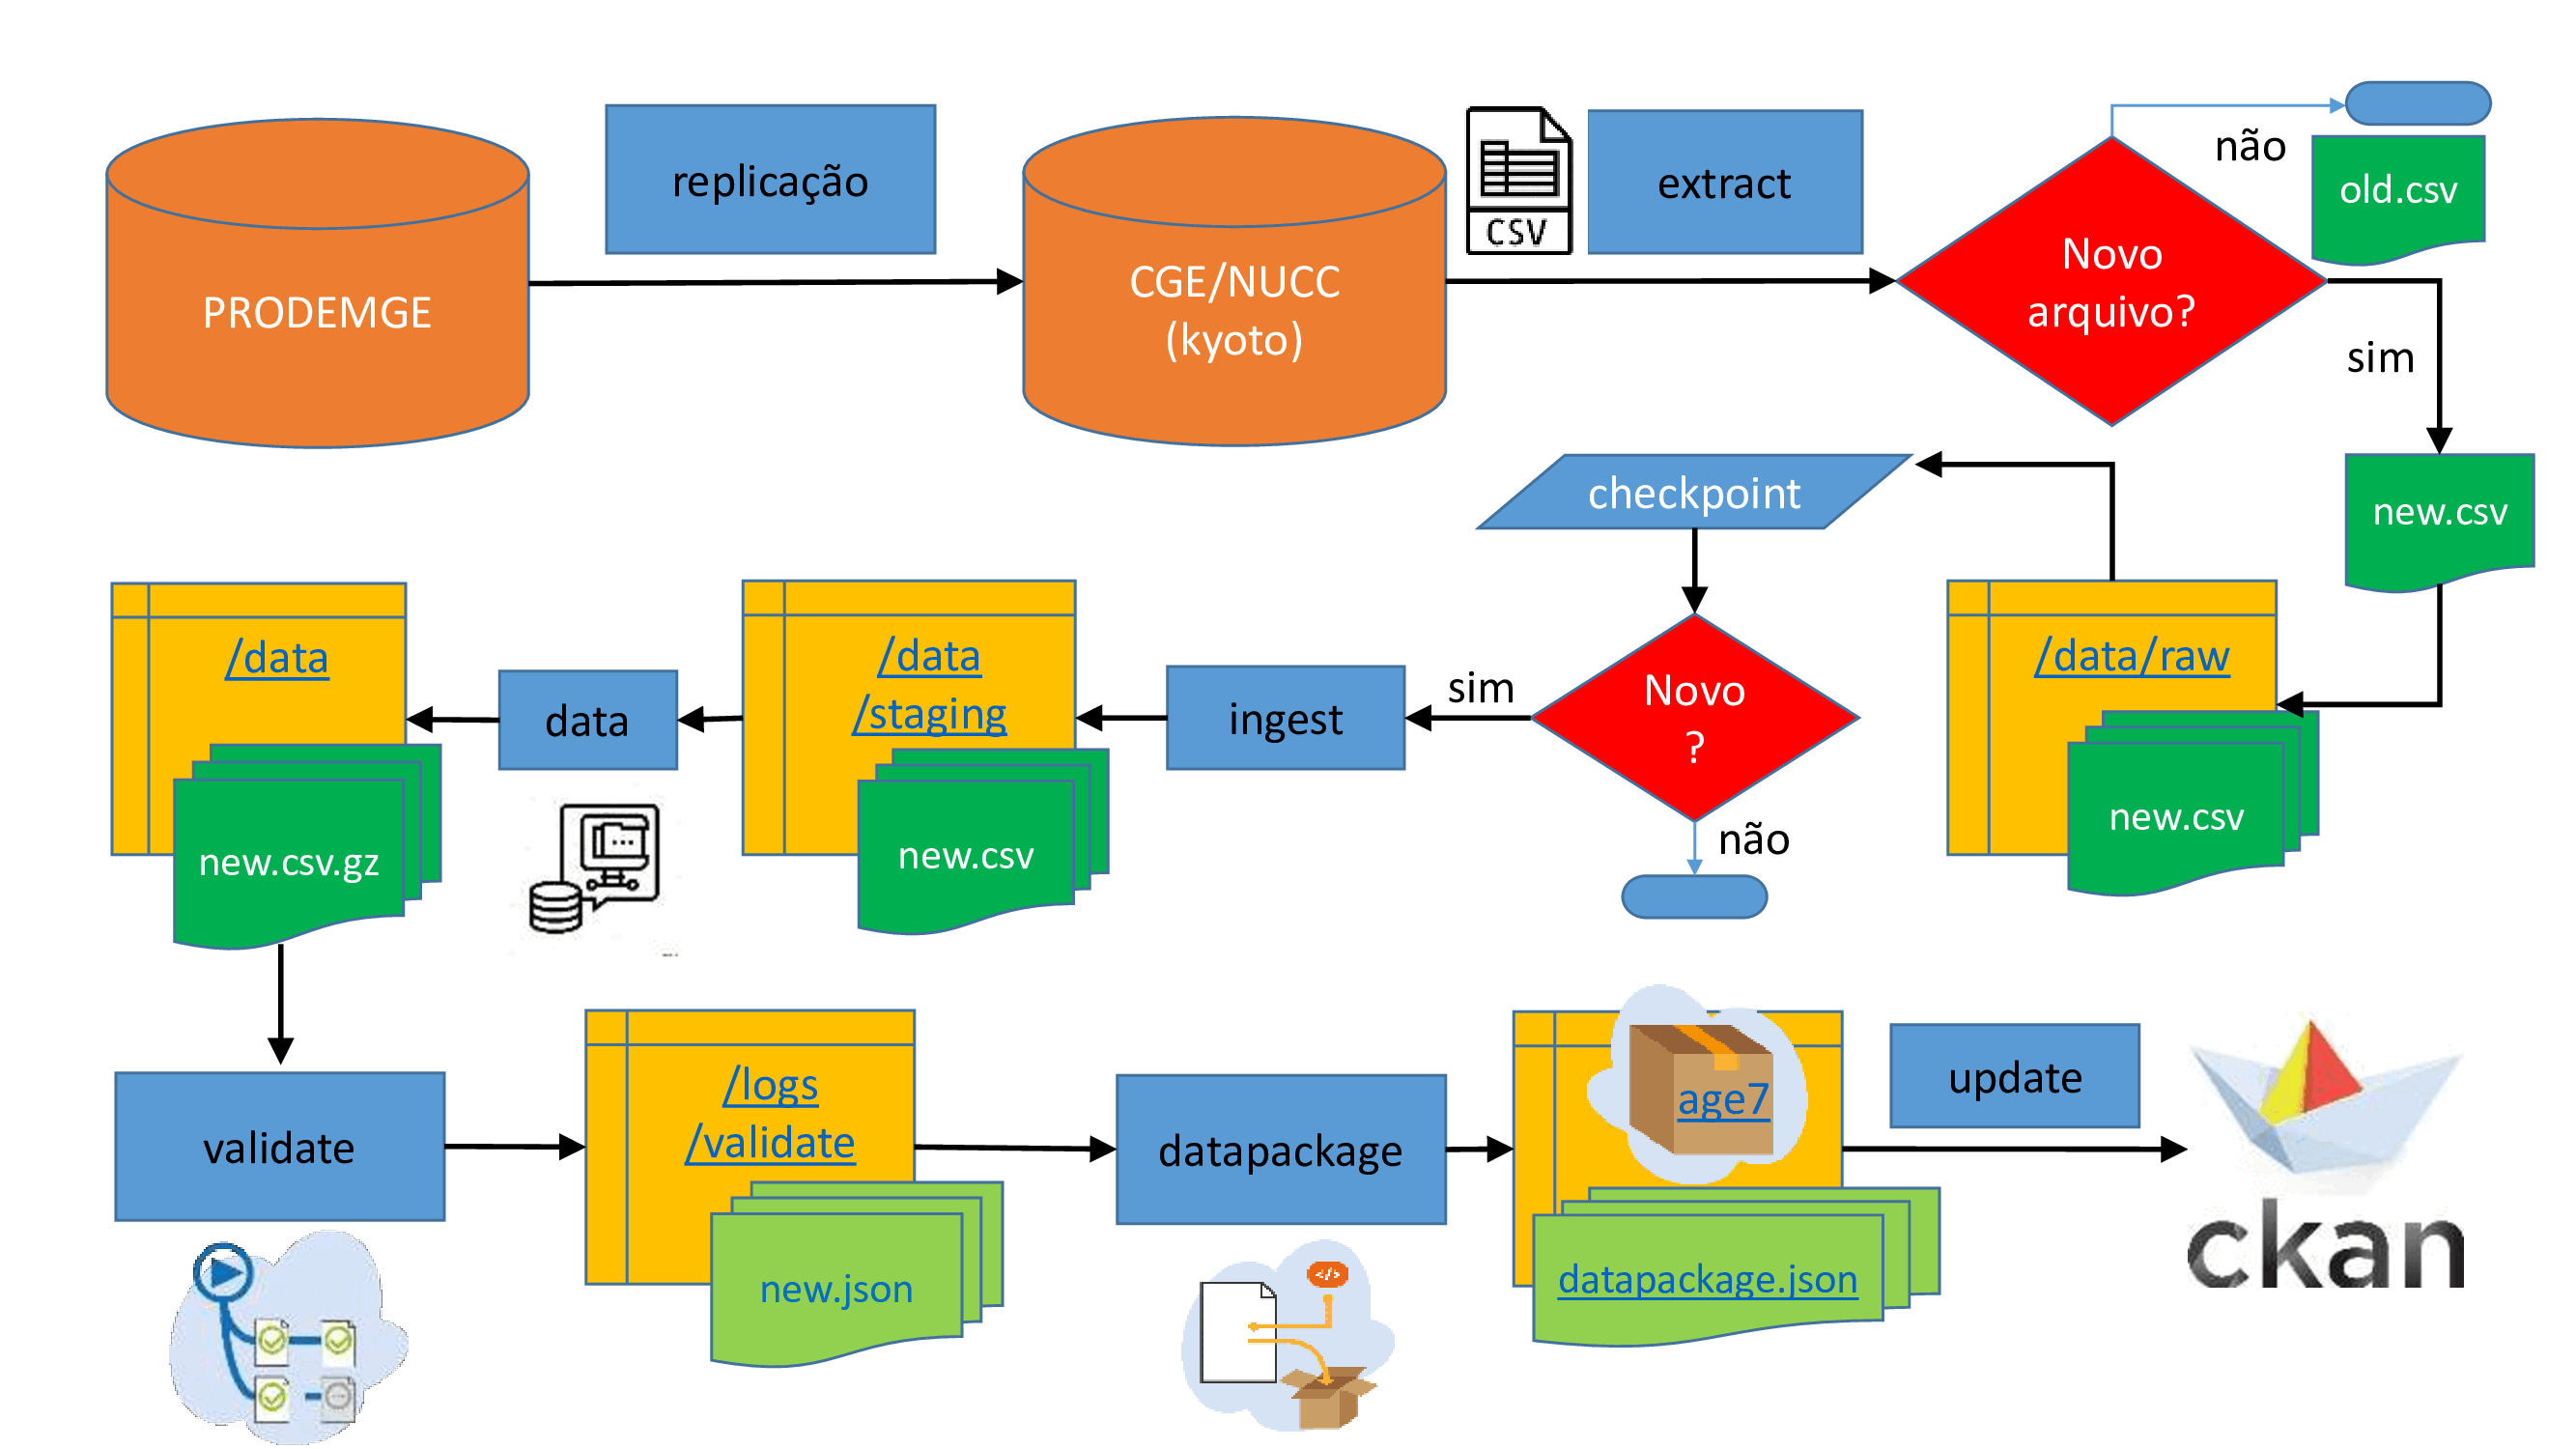 PRODEMGE
replicação
CGE/NUCC
(kyoto)
CSV
extract
Novo
arquivo?
não
old.csv
sim
new.csv
/data/raw
new.csv
checkpoint
Novo
?
não
sim
ingest
/data
/staging
new.csv
data
/data
new.csv.gz
validate
/logs
/validate
new.json
datapackage
</>
age7
datapackage.json
update
ckan